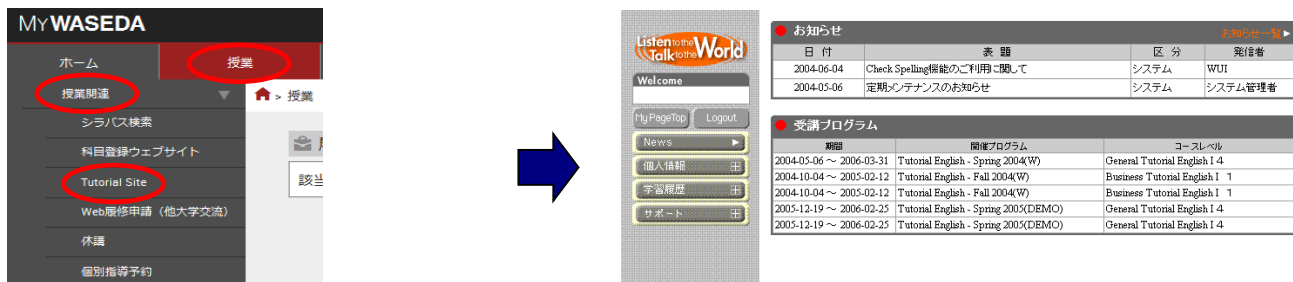 MYWASEDA
ホーム 授業
授業関連 ▼ > 授業
シラバス検索
科目登録ウェブサイト
該当
Tutorial Site
Web履修申請（他大学交流）
休講
個別指導予約
Listen to the World
Talk to the
Welcome
MyPageTop Logout
News
個人情報
学習履歴
サポート
お知らせ お知らせ一覧▶
日 付 表 題 区 分 発信者
2004-06-04 Check Spelling機能のご利用に関して システム WUI
2004-05-06 定期メンテナンスのお知らせ システム システム管理者
受講プログラム
期間 開催プログラム コースレベル
2004-05-06 ～ 2006-03-31 Tutorial English - Spring 2004(W) General Tutorial English I 4
2004-10-04 ～ 2005-02-12 Tutorial English - Fall 2004(W) Business Tutorial English I 1
2004-10-04 ～ 2005-02-12 Tutorial English - Fall 2004(W) Business Tutorial English I 1
2005-12-19 ～ 2006-02-25 Tutorial English - Spring 2005(DEMO) General Tutorial English I 4
2005-12-19 ～ 2006-02-25 Tutorial English - Spring 2005(DEMO) General Tutorial English I 4